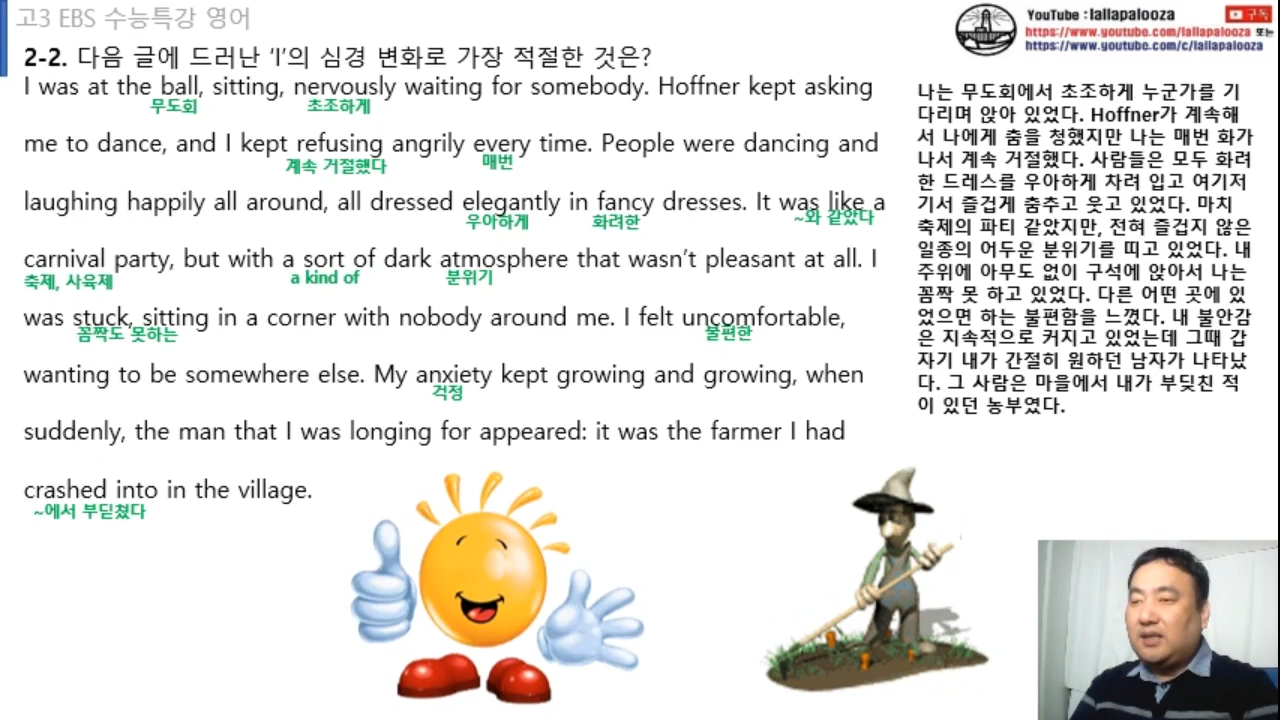 고3 EBS 수능특강 영어
YouTube : lallapalooza
구독
https://www.youtube.com/lallapalooza 또는
https://www.youtube.com/c/lallapalooza
2-2. 다음 글에 드러난 ‘I’의 심경 변화로 가장 적절한 것은?
I was at the ball, sitting, nervously waiting for somebody. Hoffner kept asking
무도회 초조하게
me to dance, and I kept refusing angrily every time. People were dancing and
계속 거절했다 매번
laughing happily all around, all dressed elegantly in fancy dresses. It was like a
우아하게 화려한 ~와 같았다
carnival party, but with a sort of dark atmosphere that wasn’t pleasant at all. I
축제, 사육제 a kind of 분위기
was stuck, sitting in a corner with nobody around me. I felt uncomfortable,
꼼짝도 못하는 불편한
wanting to be somewhere else. My anxiety kept growing and growing, when
걱정
suddenly, the man that I was longing for appeared: it was the farmer I had
crashed into in the village.
~에서 부딛쳤다
나는 무도회에서 초조하게 누군가를 기
다리며 앉아 있었다. Hoffner가 계속해
서 나에게 춤을 청했지만 나는 매번 화가
나서 계속 거절했다. 사람들은 모두 화려
한 드레스를 우아하게 차려 입고 여기저
기서 즐겁게 춤추고 웃고 있었다. 마치
축제의 파티 같았지만, 전혀 즐겁지 않은
일종의 어두운 분위기를 띠고 있었다. 내
주위에 아무도 없이 구석에 앉아서 나는
꼼짝 못 하고 있었다. 다른 어떤 곳에 있
었으면 하는 불편함을 느꼈다. 내 불안감
은 지속적으로 커지고 있었는데 그때 갑
자기 내가 간절히 원하던 남자가 나타났
다. 그 사람은 마을에서 내가 부딪친 적
이 있던 농부였다.